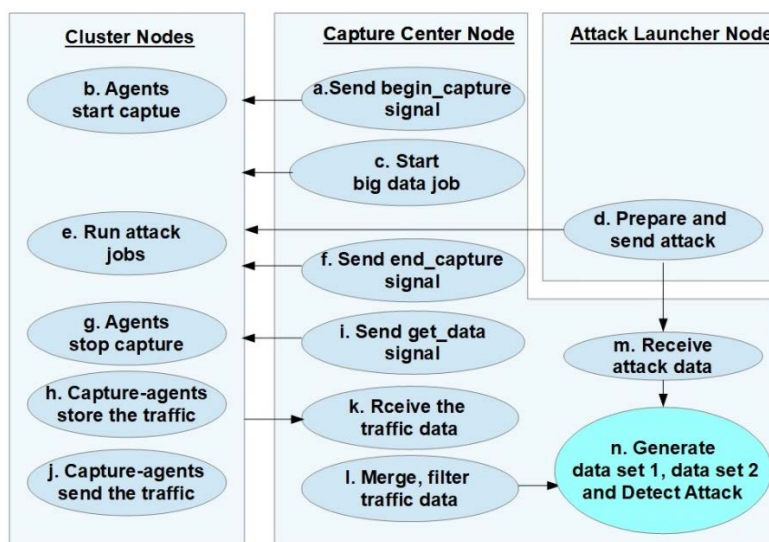 Cluster Nodes
b. Agents
start captue
e. Run attack
jobs
g. Agents
stop capture
h. Capture-agents
store the traffic
j. Capture-agents
send the traffic
Capture Center Node
a.Send begin_capture
signal
c. Start
big data job
f. Send end_capture
signal
i. Send get_data
signal
k. Rceive the
traffic data
l. Merge, filter
traffic data
Attack Launcher Node
d. Prepare and
send attack
m. Receive
attack data
n. Generate
data set 1, data set 2
and Detect Attack